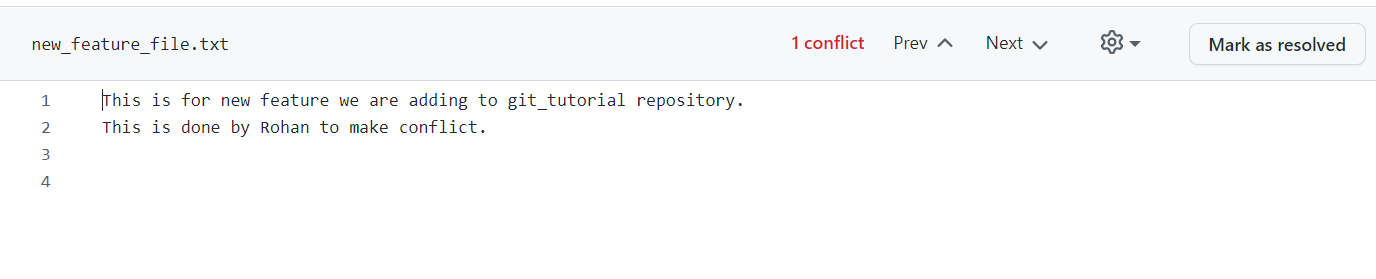 new_feature_file.txt 1 conflict Prev Next Mark as resolved
1 This is for new feature we are adding to git_tutorial repository.
2 This is done by Rohan to make conflict.
3
4